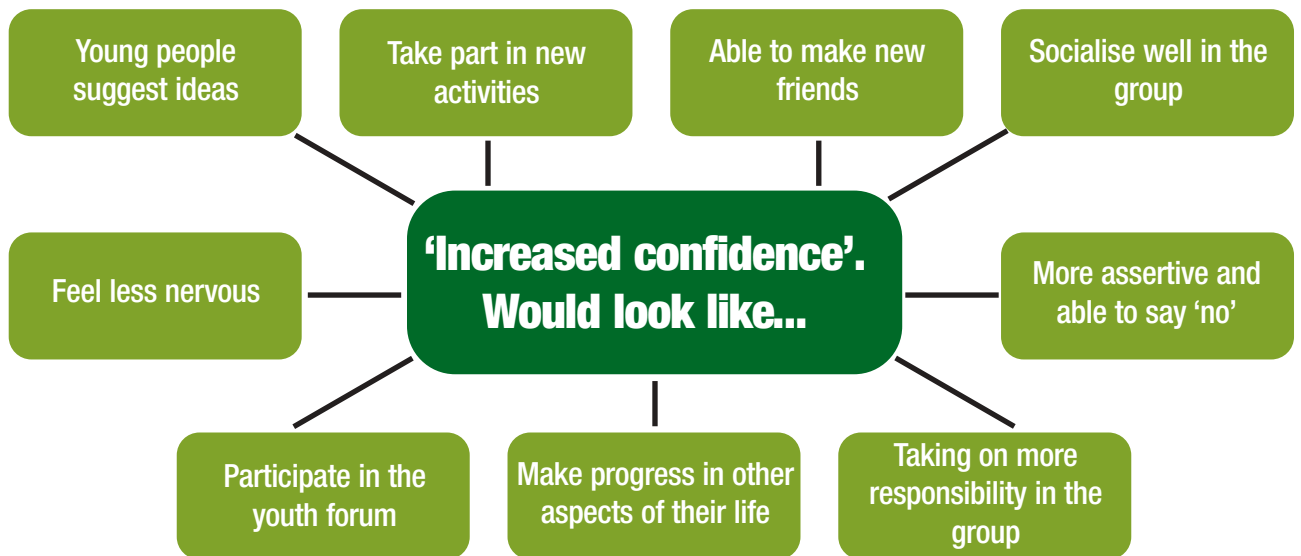 Young people
suggest ideas
Take part in new
activities
Able to make new
friends
Socialise well in the
group
‘Increased confidence’.
Would look like...
Feel less nervous
More assertive and
able to say ‘no’
Participate in the
youth forum
Make progress in other
aspects of their life
Taking on more
responsibility in the
group